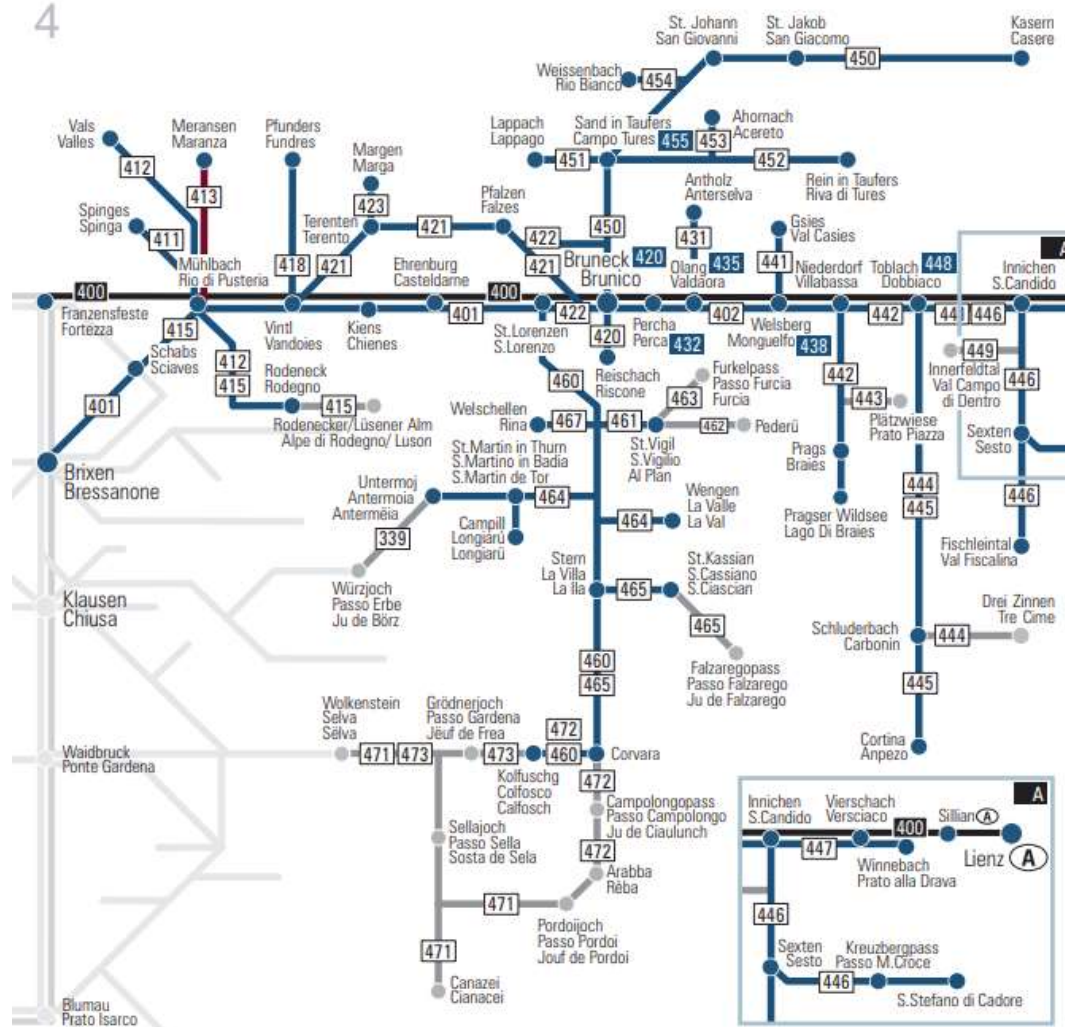 4
St. Johann
San Giovanni
St. Jakob
San Giacomo
Kasern
Casere
450
Weissenbach
Rio Bianco
454
Vals
Valles
Meransen
Maranza
Pfunders
Fundres
Lappach
Lappago
Sand in Taufers
Campo Tures
455
Ahornach
Acereto
453
412
413
Margen
Marga
451
452
Rein in Taufers
Riva di Tures
423
Pfalzen
Falzes
Antholz
Anterselva
Spinges
Spinga
411
Terenten
Terento
421
450
431
Gsies
Val Casies
422
Mühlbach
Rio di Pusteria
418
421
Ehrenburg
Casteldarne
421
Bruneck
Brunico
420
Olang
Valdaora
435
441
Niederdorf
Villabassa
Toblach
Dobbiaco
448
Innichen
S.Candido
A
400
400
Franzensfeste
Fortezza
401
422
402
442
441
446
415
Vintl
Vandoies
Kiens
Chienes
St.Lorenzen
S.Lorenzo
420
Percha
Perca
432
Welsberg
Monguelfo
438
449
Schabs
Sciaves
412
415
Rodeneck
Rodegno
415
Reischach
Riscone
Furkelpass
Passo Furcia
Furcia
442
443
Innerfeldtal
Val Campo
di Dentro
446
401
Rodenecker/Lüsener Alm
Alpe di Rodegno/ Luson
460
463
Plätzwiese
Prato Piazza
Welschellen
Rina
467
461
462
Pederü
Sexten
Sesto
St.Vigil
S.Vigilio
Al Plan
Prags
Braies
Brixen
Bressanone
St.Martin in Thurn
S.Martino in Badia
S.Martin de Tor
Untermoj
Antermoia
Anterméia
464
444
445
446
Wengen
La Valle
La Val
Pragser Wildsee
Lago Di Braies
Campill
Longiarü
Longiarü
464
339
Fischleintal
Val Fiscalina
Würzjoch
Passo Erbe
Ju de Börz
Stern
La Villa
La Ila
465
St.Kassian
S.Cassiano
S.Ciascian
Klausen
Chiusa
Drei Zinnen
Tre Cime
465
Schluderbach
Carbonin
444
460
465
Falzaregopass
Passo Falzarego
Ju de Falzarego
445
Wolkenstein
Selva
Sëlva
Grödnerjoch
Passo Gardena
Jëuf de Frea
472
471
473
473
460
Corvara
Cortina
Anpezo
Waidbruck
Ponte Gardena
Kolfuschg
Colfosco
Calfosch
472
Campolongopass
Passo Campolongo
Ju de Ciaulunch
Innichen
S.Candido
Vierschach
Versciaco
A
400
Sillian A
Sellajoch
Passo Sella
Sosta de Sela
447
Lienz A
472
Winnebach
Prato alla Drava
Arabba
Rèba
471
446
Pordoijoch
Passo Pordoi
Jouf de Pordoi
471
Sexten
Sesto
Kreuzbergpass
Passo M.Croce
446
Canazei
Cianacei
S.Stefano di Cadore
Blumau
Prato Isarco